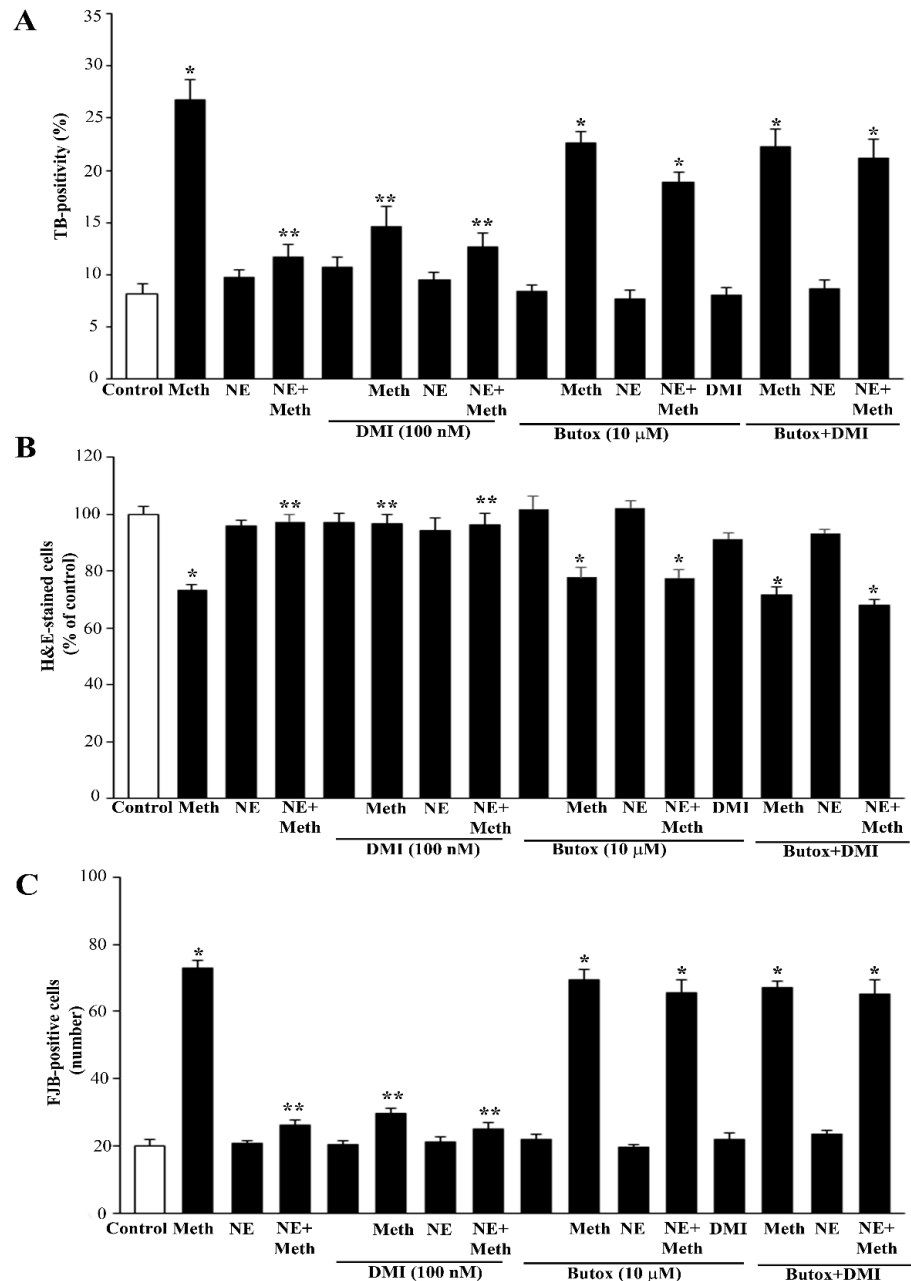 A
TB-positivity (%)
35
30
25
20
15
10
5
0
* ** ** ** * * * *
Control Meth NE NE+ Meth NE NE+ Meth NE NE+ DMI Meth NE NE+
Meth Meth Meth Meth
DMI (100 nM) Butox (10 μM) Butox+DMI
B
H&E-stained cells
(% of control)
120
100
80
60
40
20
0
* ** ** ** * * * *
Control Meth NE NE+ Meth NE NE+ Meth NE NE+ DMI Meth NE NE+
Meth Meth Meth Meth
DMI (100 nM) Butox (10 μM) Butox+DMI
C
FJB-positive cells
(number)
100
80
60
40
20
0
* ** ** ** * * * *
Control Meth NE NE+ Meth NE NE+ Meth NE NE+ DMI Meth NE NE+
Meth Meth Meth Meth
DMI (100 nM) Butox (10 μM) Butox+DMI